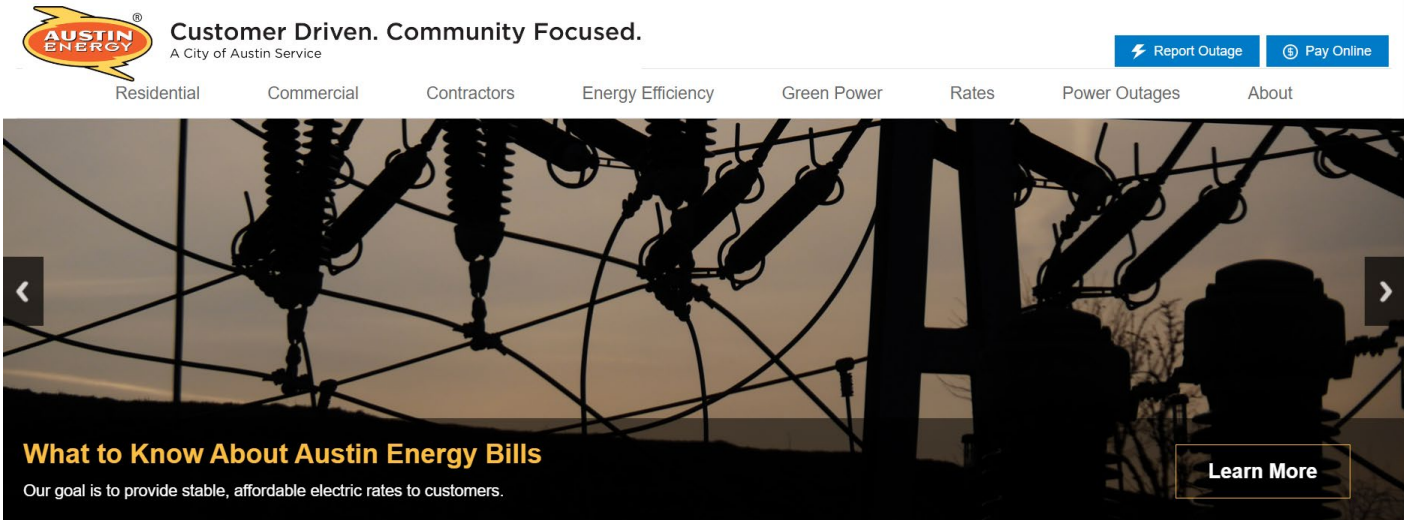 AUSTIN
ENERGY
®
Customer Driven. Community Focused.
A City of Austin Service
Report Outage
Pay Online
Residential Commercial Contractors Energy Efficiency Green Power Rates Power Outages About
What to Know About Austin Energy Bills
Our goal is to provide stable, affordable electric rates to customers.
Learn More